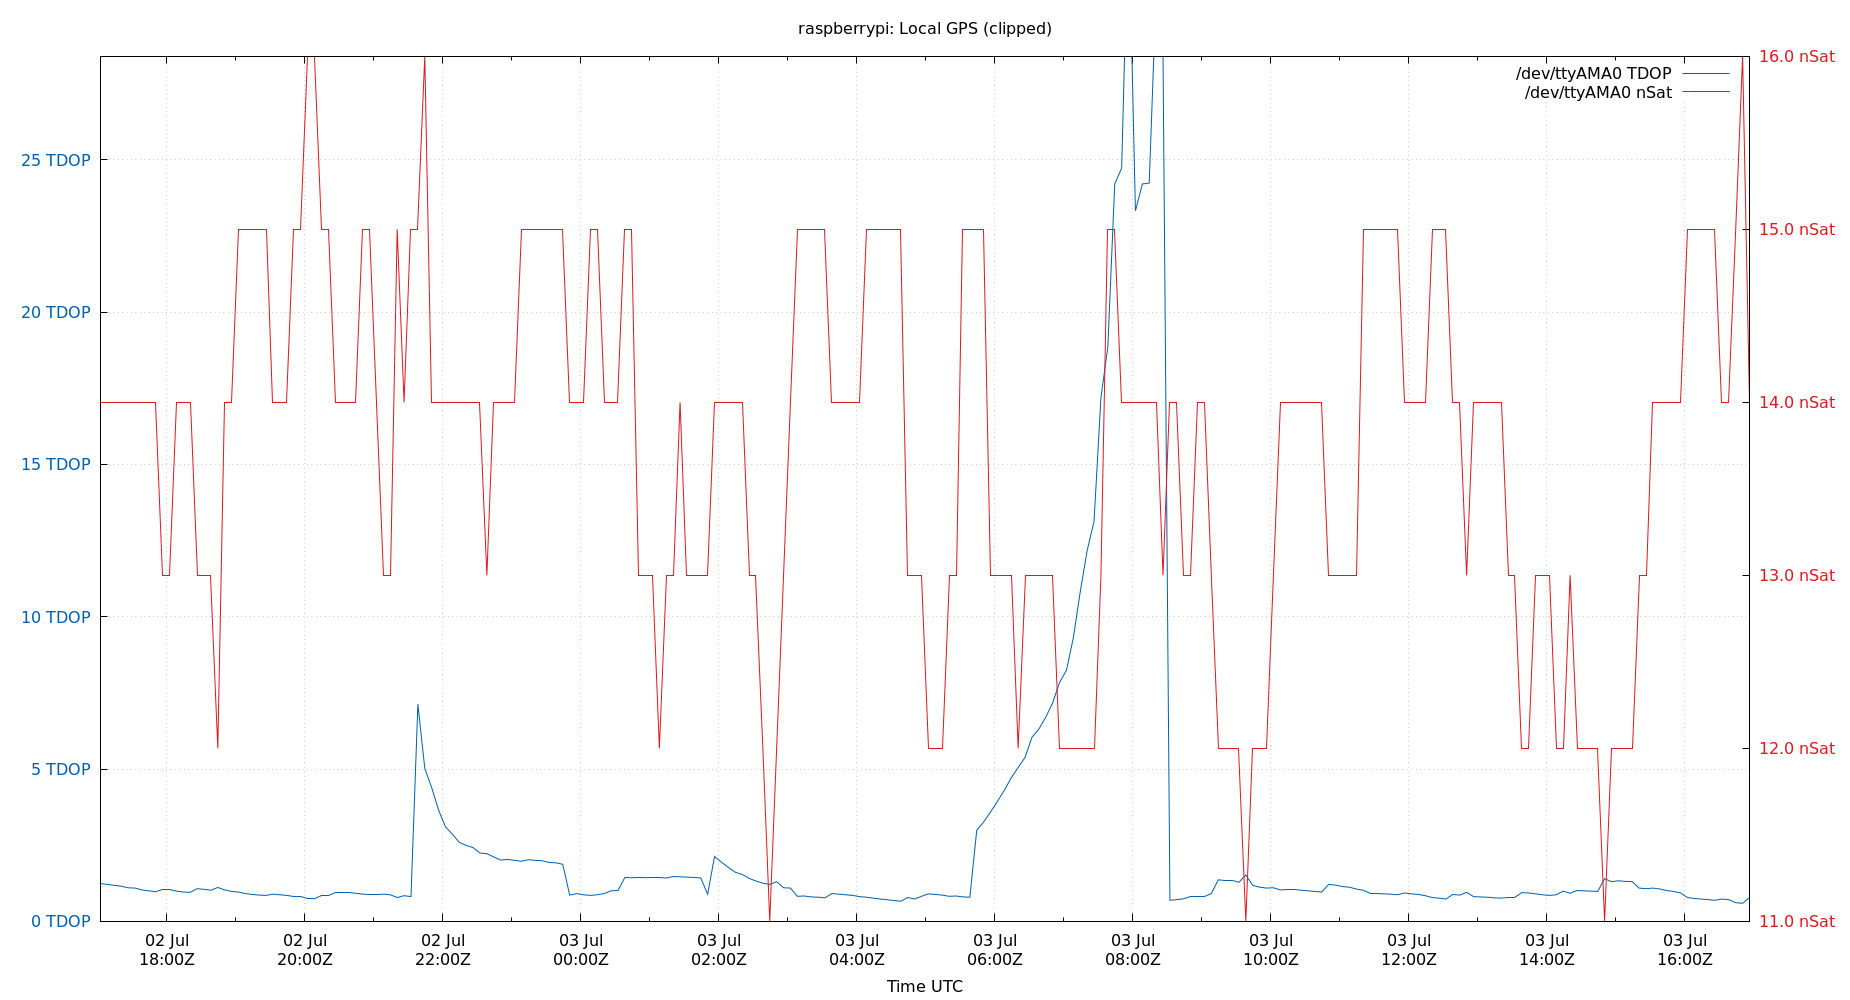 raspberrypi: Local GPS (clipped)
16.0 nSat
/dev/ttyAMA0 TDOP
/dev/ttyAMA0 nSat
25 TDOP
15.0 nSat
20 TDOP
14.0 nSat
15 TDOP
13.0 nSat
10 TDOP
12.0 nSat
5 TDOP
0 TDOP
11.0 nSat
02 Jul 02 Jul 02 Jul 03 Jul 03 Jul 03 Jul 03 Jul 03 Jul 03 Jul 03 Jul 03 Jul 03 Jul
18:00Z 20:00Z 22:00Z 00:00Z 02:00Z 04:00Z 06:00Z 08:00Z 10:00Z 12:00Z 14:00Z 16:00Z
Time UTC